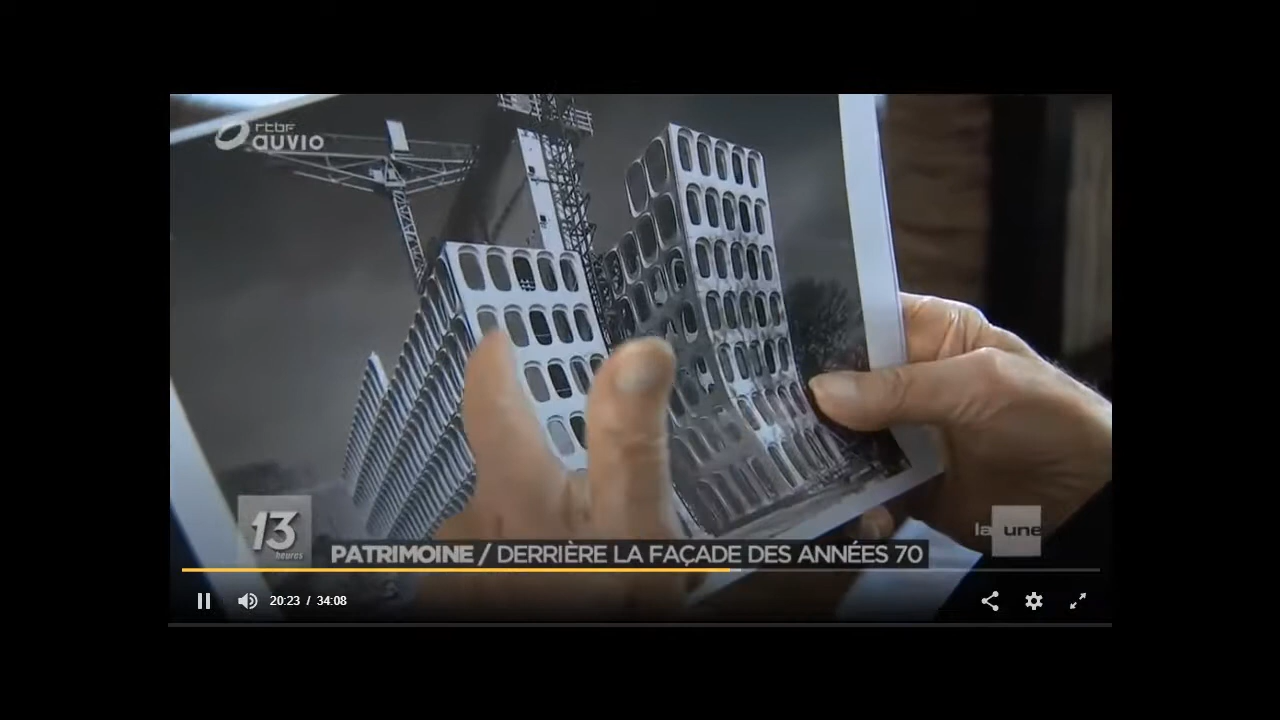 rtbf
auvio
13
heures
la une
PATRIMOINE / DERRIÈRE LA FAÇADE DES ANNÉES 70
20:23 / 34:08